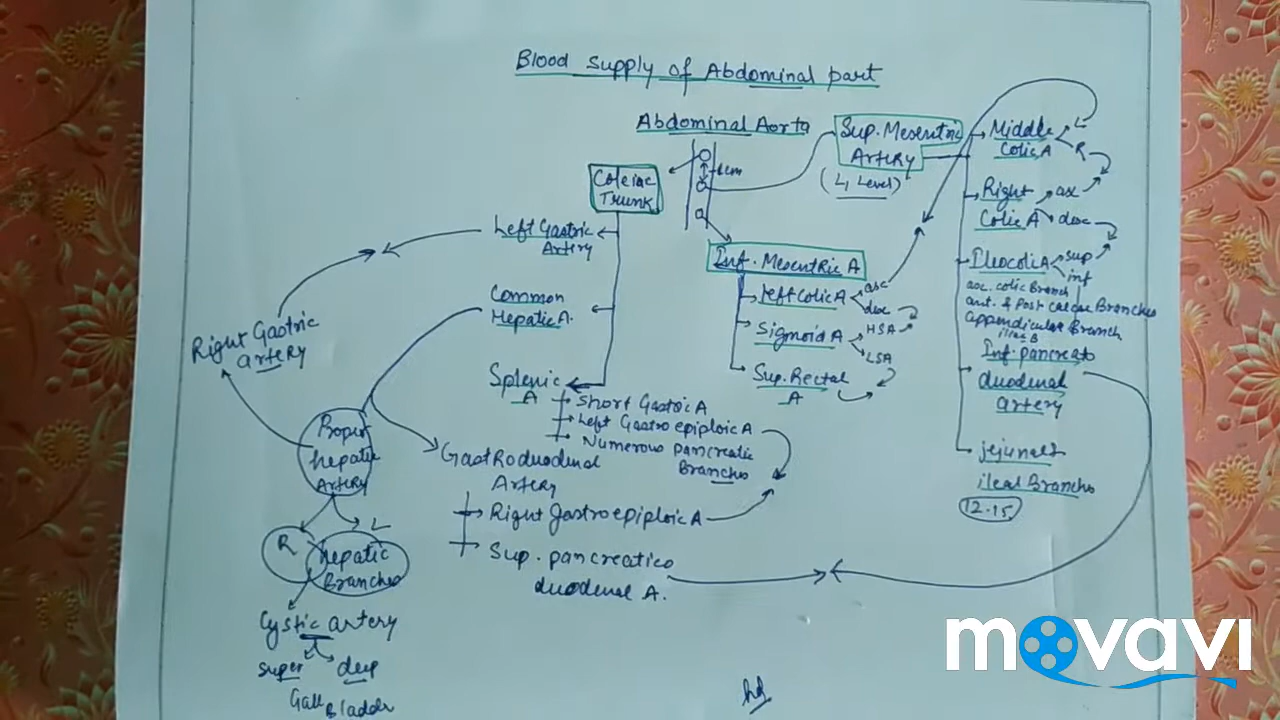 Blood Supply of Abdominal part
Abdominal Aorta
1cm
Coleiac
Trunk
Sup. Mesentric
Artery
(L1 Level)
Inf. Mesentric A
Left Gastric
Artery
Common
Hepatic A.
Splenic
A
Short Gastric A
Left Gastroepiploic A
Numerous pancreatic
Branches
Right Gastric
artery
Proper
hepatic
Artery
R
L
hepatic
Branches
Cystic artery
super
deep
Gall Bladder
Gastroduodenal
Artery
Right Gastroepiploic A
Sup. pancreatico
duodenal A.
Left Colic A
asc
desc
Sigmoid A
HSA
LSA
Sup. Rectal
A
Middle
Colic A
L
R
Right
Colic A
asc
desc
Ileocolic A
sup
inf
asc. colic Branch
ant. & Post caecal Branches
appendicular Branch
ileal B
Inf. pancreato
duodenal
artery
jejunal &
ileal Branches
12-15
movavi